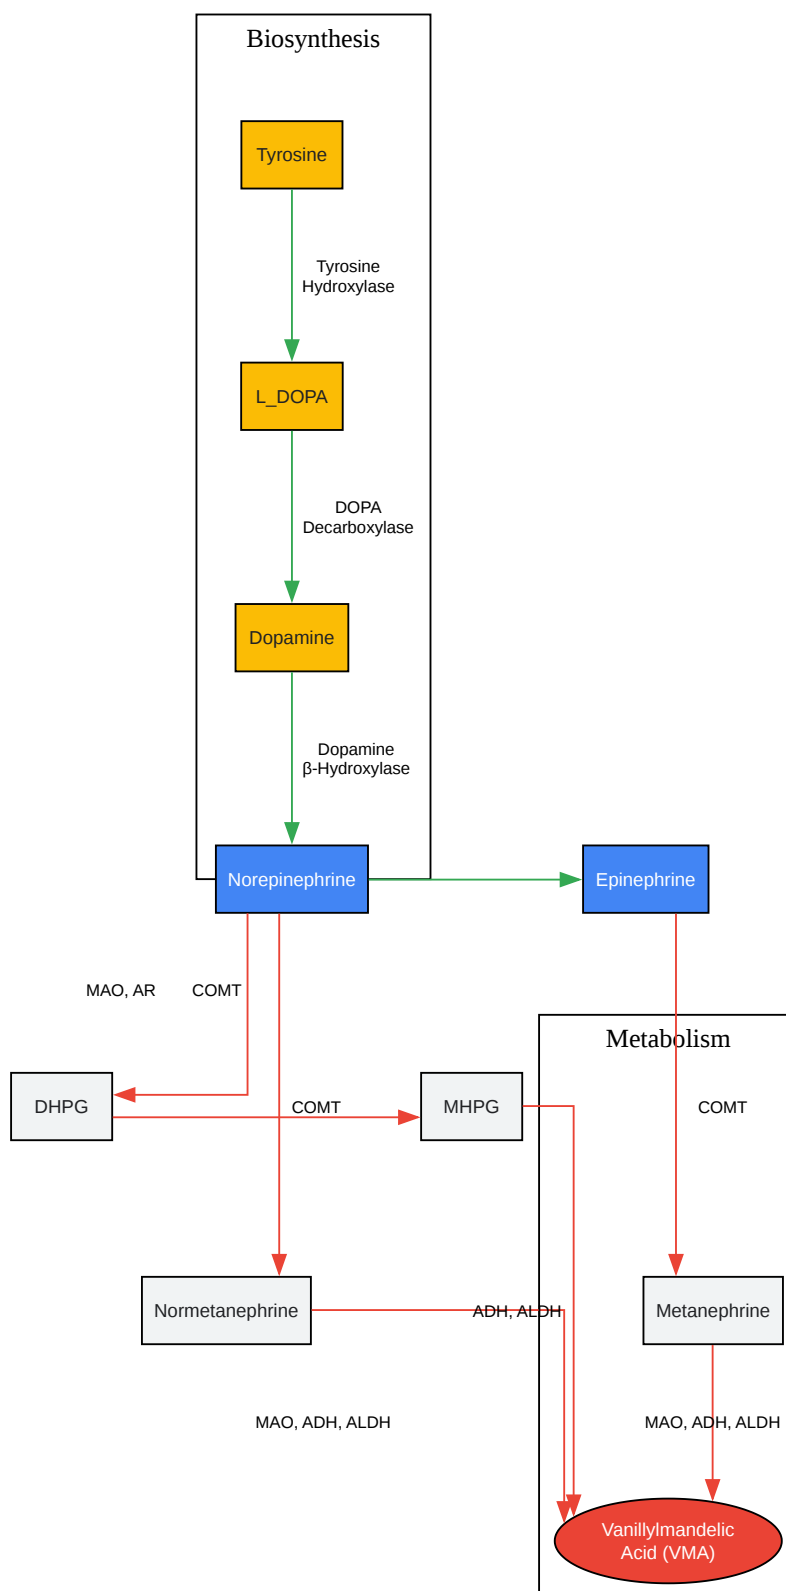 Biosynthesis
Tyrosine
Tyrosine
Hydroxylase
L_DOPA
DOPA
Decarboxylase
Dopamine
Dopamine
β-Hydroxylase
Norepinephrine
Epinephrine
MAO, AR
COMT
Metabolism
DHPG
COMT
MHPG
COMT
Normetanephrine
ADH, ALDH
Metanephrine
MAO, ADH, ALDH
MAO, ADH, ALDH
Vanillylmandelic
Acid (VMA)